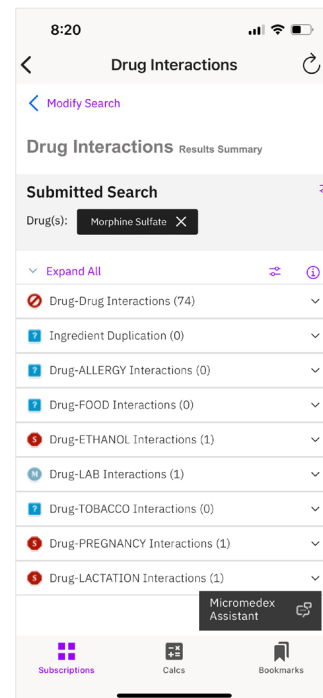 8:20
Drug Interactions
Modify Search
Drug Interactions Results Summary
Submitted Search
Drug(s): Morphine Sulfate
Expand All
Drug-Drug Interactions (74)
? Ingredient Duplication (0)
? Drug-ALLERGY Interactions (0)
? Drug-FOOD Interactions (0)
S Drug-ETHANOL Interactions (1)
M Drug-LAB Interactions (1)
? Drug-TOBACCO Interactions (0)
S Drug-PREGNANCY Interactions (1)
S Drug-LACTATION Interactions (1)
Micromedex
Assistant
Subscriptions Calcs Bookmarks